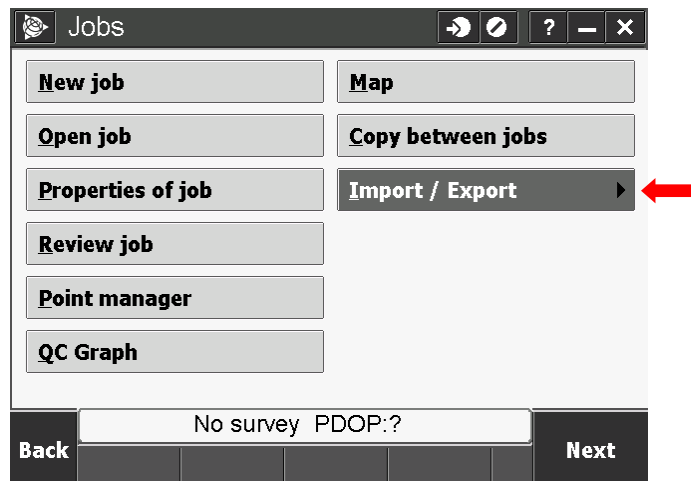 Jobs
?
New job
Map
Open job
Copy between jobs
Properties of job
Import / Export
Review job
Point manager
QC Graph
No survey PDOP:?
Back
Next